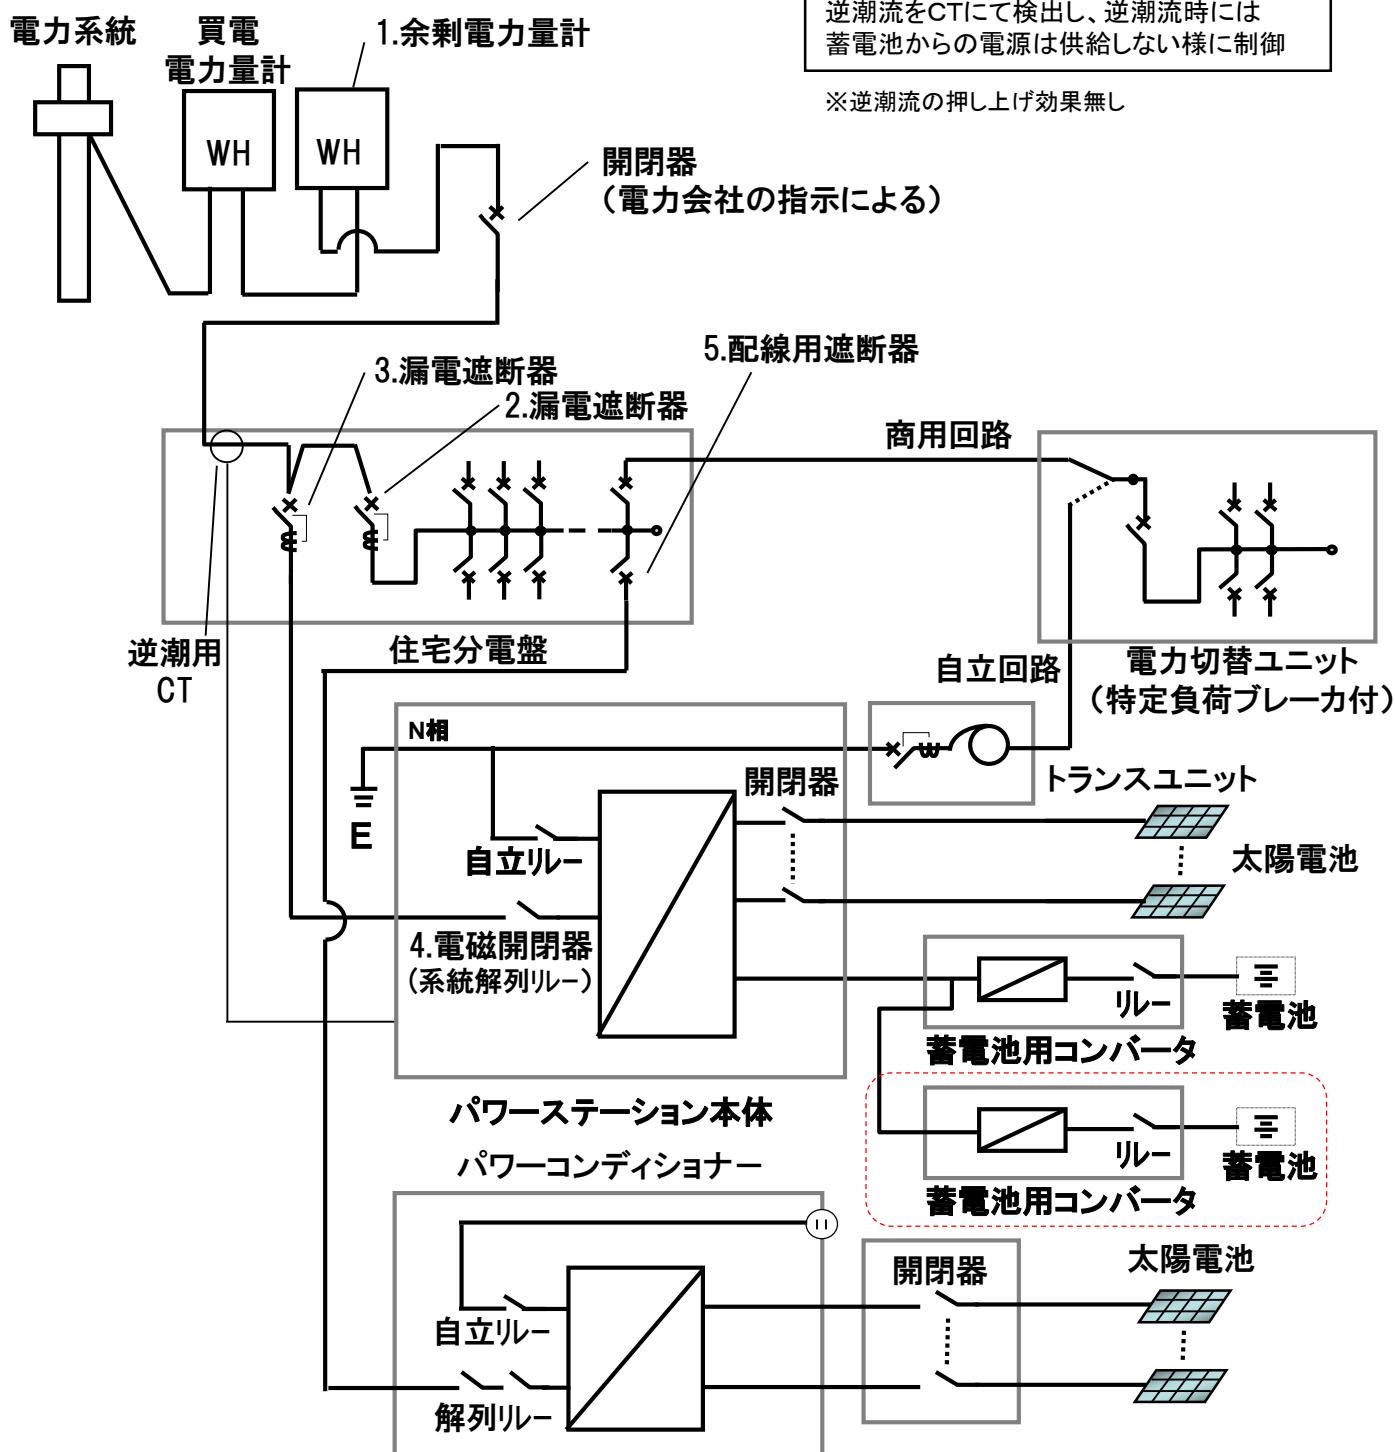 逆潮流をCTにて検出し、逆潮流時には
蓄電池からの電源は供給しない様に制御
※逆潮流の押し上げ効果無し
電力系統
買電
電力量計
1.余剰電力量計
WH
WH
開閉器
（電力会社の指示による）
3.漏電遮断器
2.漏電遮断器
5.配線用遮断器
商用回路
逆潮用
CT
住宅分電盤
自立回路
電力切替ユニット
（特定負荷ブレーカ付）
N相
E
自立リレー
開閉器
トランスユニット
太陽電池
4.電磁開閉器
（系統解列リレー）
リレー
蓄電池
蓄電池用コンバータ
パワーステーション本体
リレー
蓄電池
蓄電池用コンバータ
パワーコンディショナー
自立リレー
解列リレー
開閉器
太陽電池